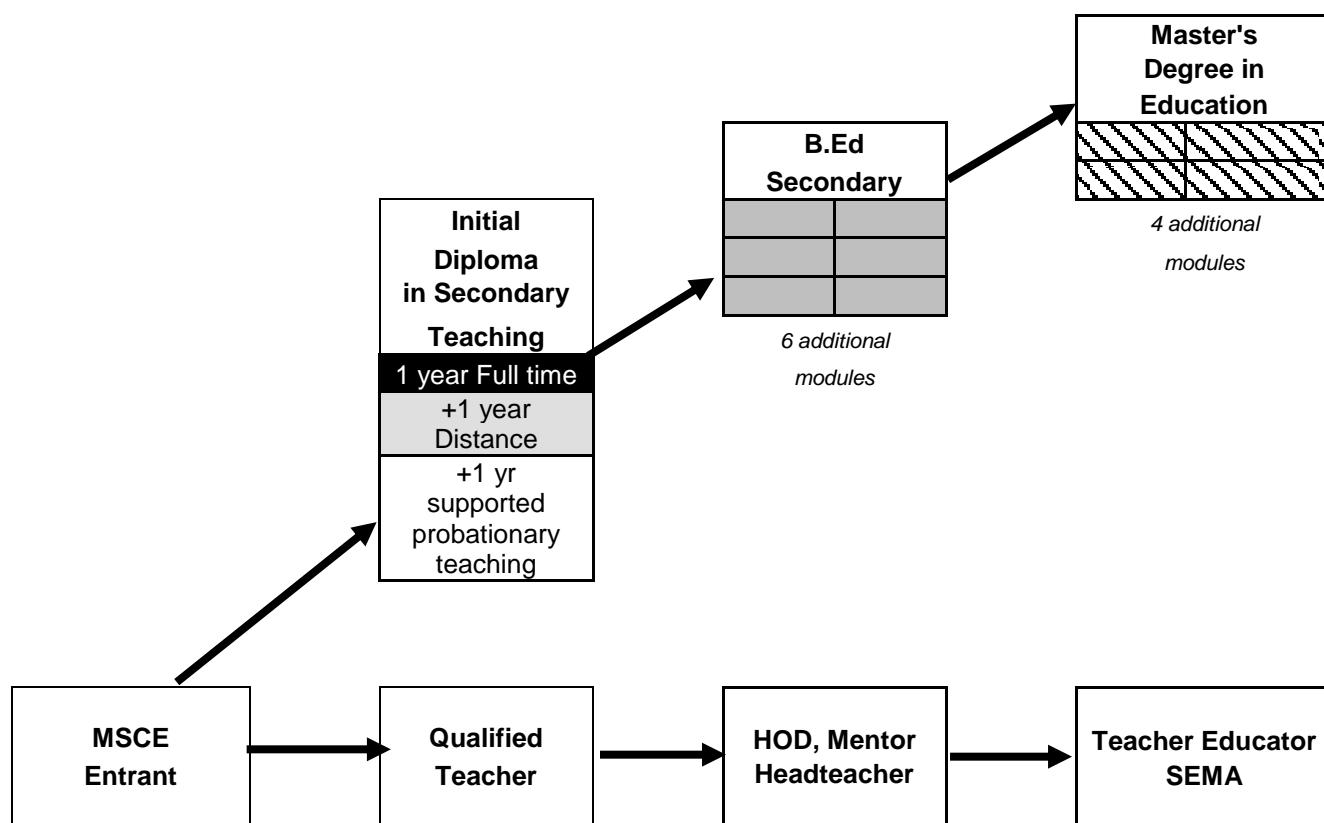 Master's
Degree in
Education
4 additional
modules
B.Ed
Secondary
6 additional
modules
Initial
Diploma
in Secondary
Teaching
1 year Full time
+1 year
Distance
+1 yr
supported
probationary
teaching
MSCE
Entrant
Qualified
Teacher
HOD, Mentor
Headteacher
Teacher Educator
SEMA